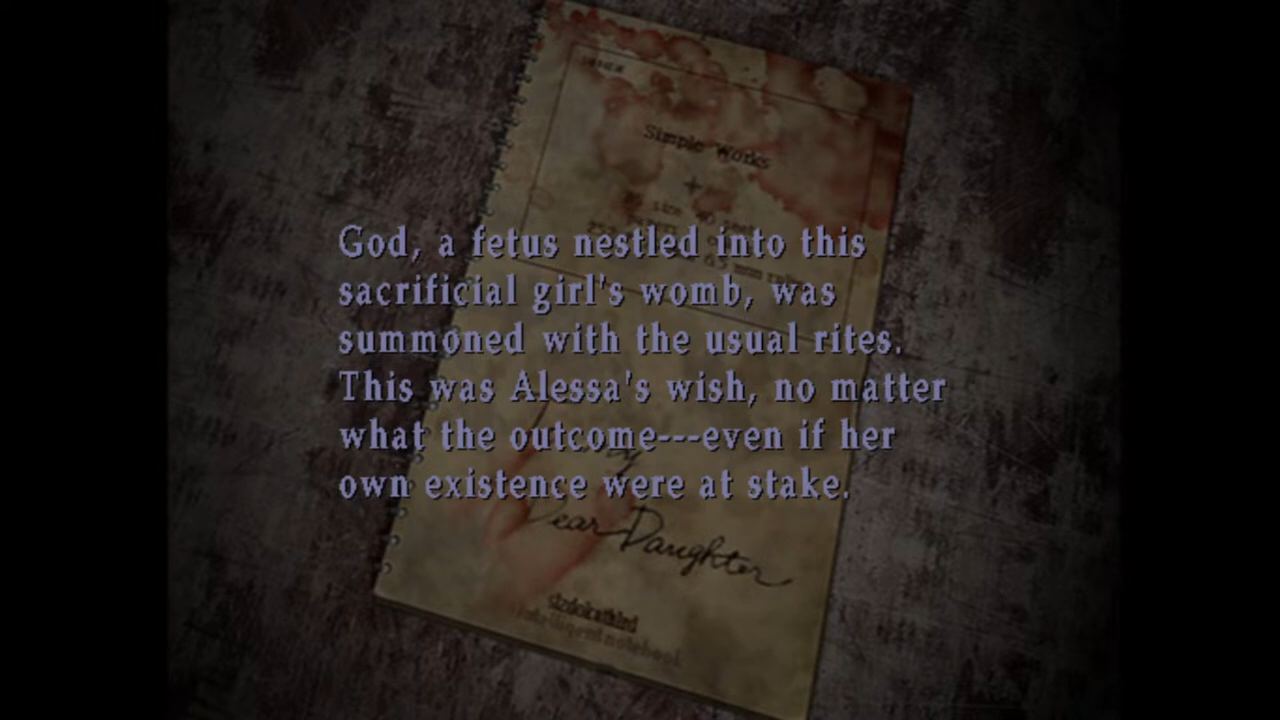 Simple Works
God, a fetus nestled into this
sacrificial girl's womb, was
summoned with the usual rites.
This was Alessa's wish, no matter
what the outcome---even if her
own existence were at stake.
Dear Daughter
notebook